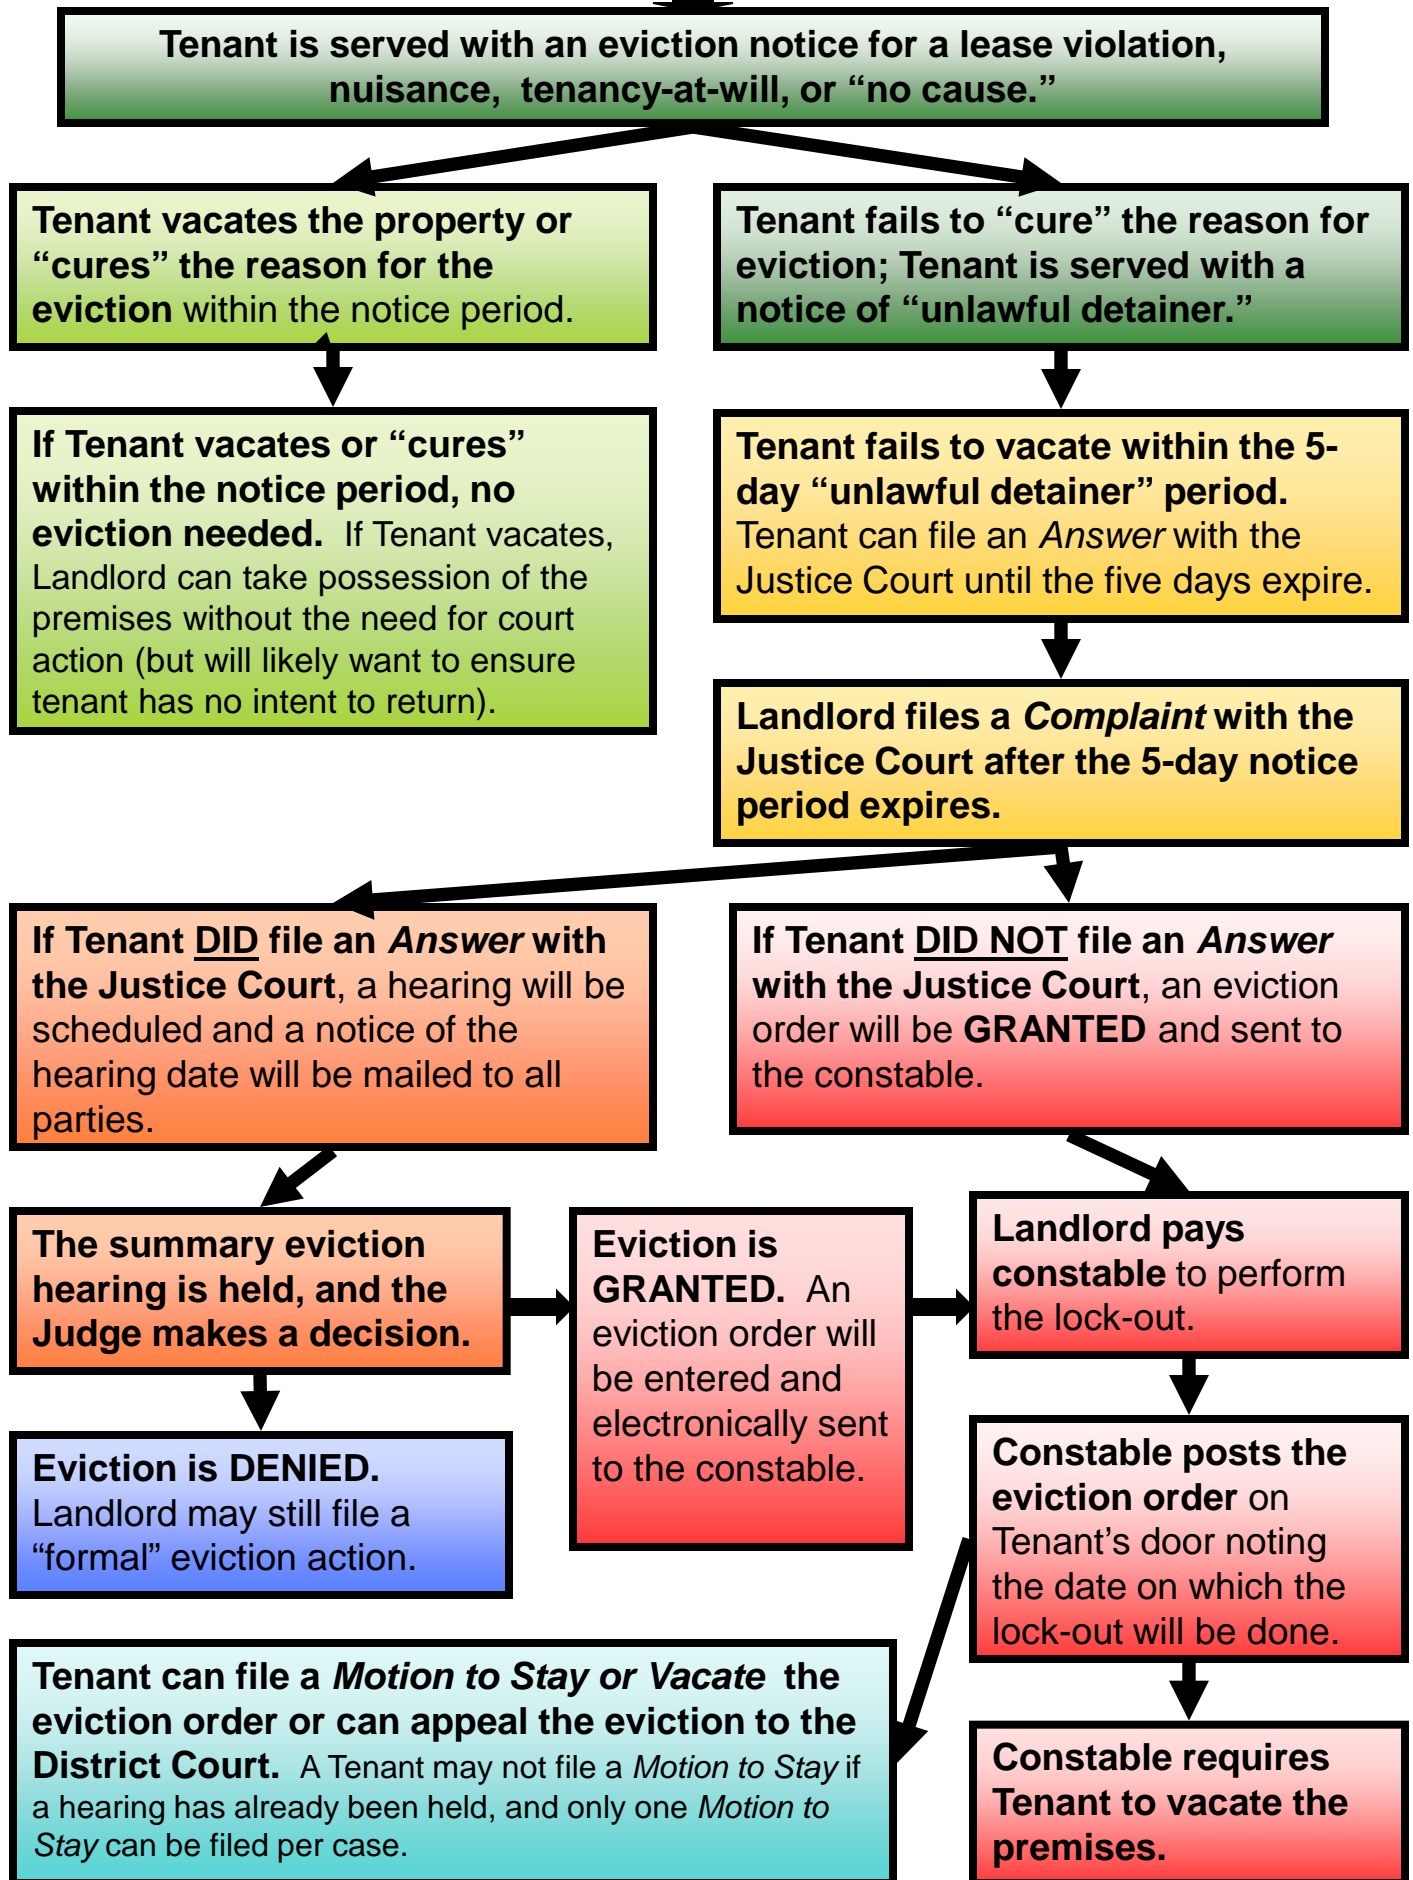 Tenant is served with an eviction notice for a lease violation,
nuisance,  tenancy-at-will, or “no cause.”
Tenant vacates the property or
“cures” the reason for the
eviction within the notice period.
Tenant fails to “cure” the reason for
eviction; Tenant is served with a
notice of “unlawful detainer.”
If Tenant vacates or “cures”
within the notice period, no
eviction needed.  If Tenant vacates,
Landlord can take possession of the
premises without the need for court
action (but will likely want to ensure
tenant has no intent to return).
Tenant fails to vacate within the 5-
day “unlawful detainer” period.
Tenant can file an Answer with the
Justice Court until the five days expire.
Landlord files a Complaint with the
Justice Court after the 5-day notice
period expires.
If Tenant DID file an Answer with
the Justice Court, a hearing will be
scheduled and a notice of the
hearing date will be mailed to all
parties.
If Tenant DID NOT file an Answer
with the Justice Court, an eviction
order will be GRANTED and sent to
the constable.
The summary eviction
hearing is held, and the
Judge makes a decision.
Eviction is
GRANTED.  An
eviction order will
be entered and
electronically sent
to the constable.
Landlord pays
constable to perform
the lock-out.
Eviction is DENIED.
Landlord may still file a
“formal” eviction action.
Constable posts the
eviction order on
Tenant’s door noting
the date on which the
lock-out will be done.
Tenant can file a Motion to Stay or Vacate  the
eviction order or can appeal the eviction to the
District Court.  A Tenant may not file a Motion to Stay if
a hearing has already been held, and only one Motion to
Stay can be filed per case.
Constable requires
Tenant to vacate the
premises.